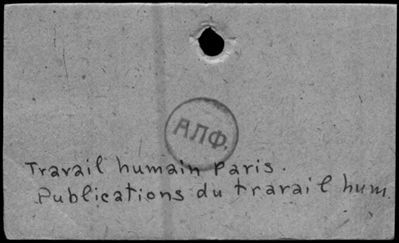 АЛФ.
Travail humain Paris.
Publications du travail hum.